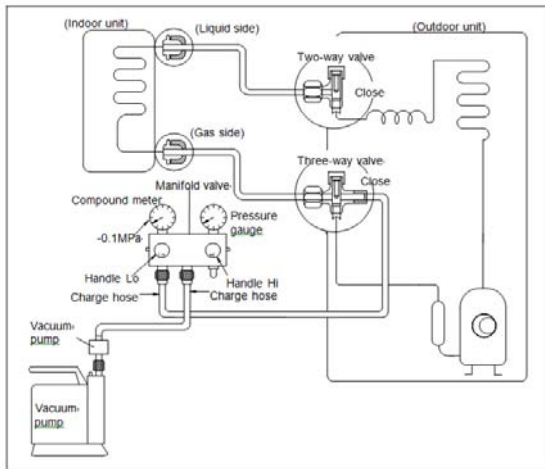 (Indoor unit)
(Liquid side)
(Outdoor unit)
Two-way valve
Close
(Gas side)
Three-way valve
Close
Manifold valve
Compound meter
Pressure
gauge
-0.1MPa
Handle Lo
Handle Hi
Charge hose
Charge hose
Vacuum
pump
Vacuum
pump